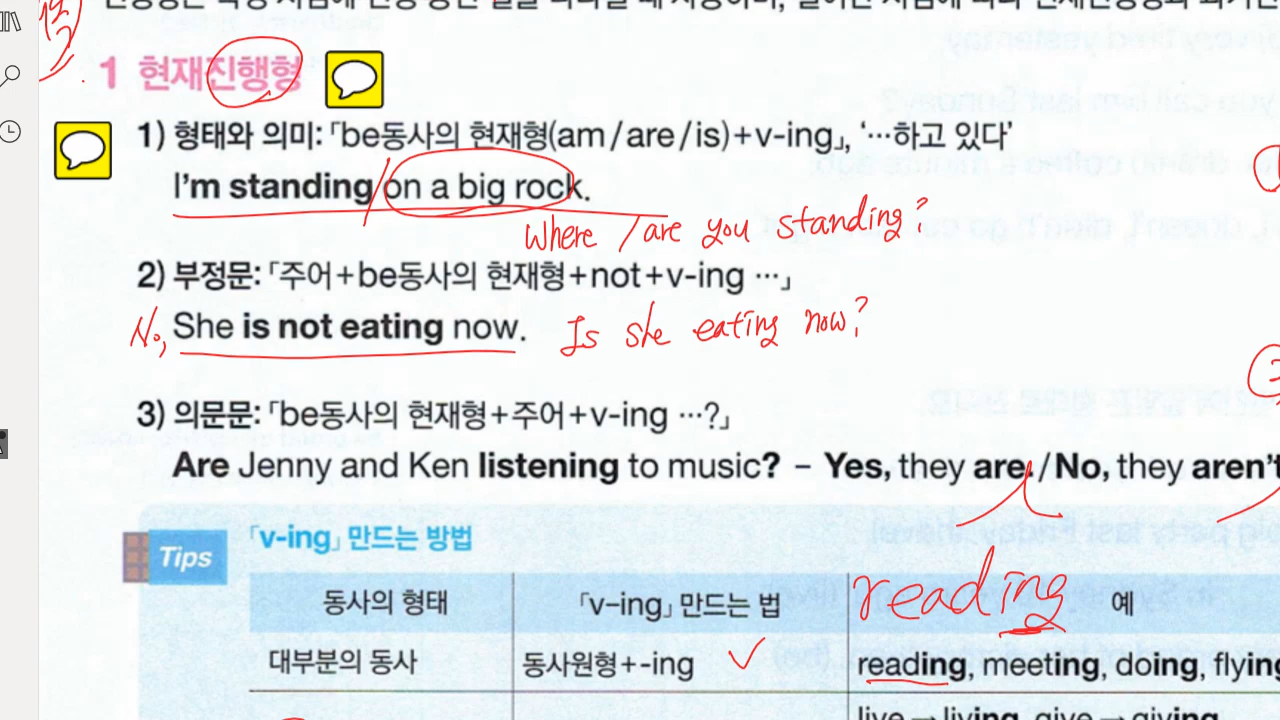 1 현재진행형
1) 형태와 의미: 「be동사의 현재형(am/are/is)+v-ing」, ‘…하고 있다’
I'm standing/on a big rock.
Where / are you standing?
2) 부정문: 「주어+be동사의 현재형+not+v-ing …」
No, She is not eating now. Is she eating now?
3) 의문문: 「be동사의 현재형+주어+v-ing …?」
Are Jenny and Ken listening to music? – Yes, they are. /No, they aren't
Tips 「v-ing」 만드는 방법
reading
동사의 형태 「v-ing」 만드는 법 예
대부분의 동사 동사원형+-ing reading, meeting, doing, flying
live → living, give → giving